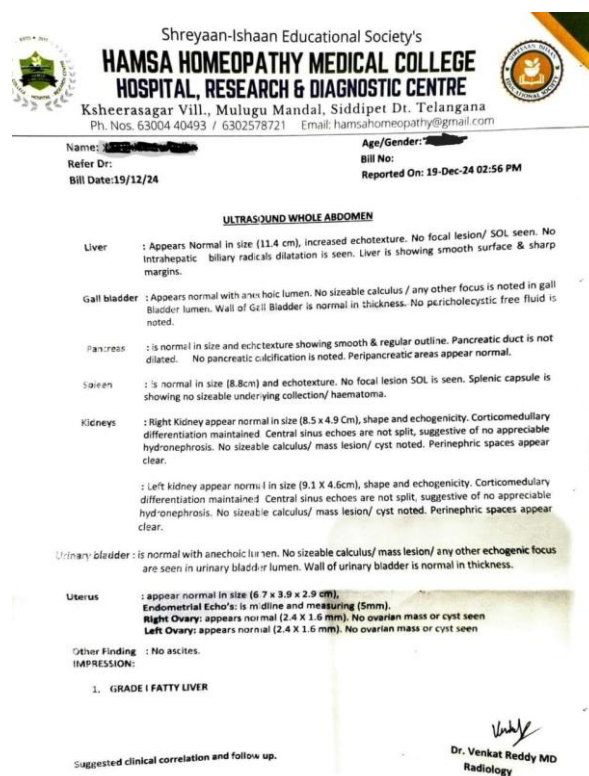 Shreyaan-Ishaan Educational Society's
HAMSA HOMEOPATHY MEDICAL COLLEGE
HOSPITAL, RESEARCH & DIAGNOSTIC CENTRE
Ksheerasagar Vill., Mulugu Mandal, Siddipet Dt. Telangana
Ph. Nos. 63004 40493 / 6302578721 Email: hamsahomeopathy@gmail.com
Name:
Age/Gender:
Refer Dr:
Bill No:
Bill Date:19/12/24
Reported On: 19-Dec-24 02:56 PM
ULTRASOUND WHOLE ABDOMEN
Liver : Appears Normal in size (11.4 cm), increased echotexture. No focal lesion/ SOL seen. No
Intrahepatic biliary radicals dilatation is seen. Liver is showing smooth surface & sharp
margins.
Gall bladder : Appears normal with anechoic lumen. No sizeable calculus / any other focus is noted in gall
Bladder lumen. Wall of Gall Bladder is normal in thickness. No pericholecystic free fluid is
noted.
Pancreas : is normal in size and echotexture showing smooth & regular outline. Pancreatic duct is not
dilated. No pancreatic calcification is noted. Peripancreatic areas appear normal.
Spleen : is normal in size (8.8cm) and echotexture. No focal lesion SOL is seen. Splenic capsule is
showing no sizeable underlying collection/ haematoma.
Kidneys : Right Kidney appear normal in size (8.5 x 4.9 Cm), shape and echogenicity. Corticomedullary
differentiation maintained Central sinus echoes are not split, suggestive of no appreciable
hydronephrosis. No sizeable calculus/ mass lesion/ cyst noted. Perinephric spaces appear
clear.
: Left kidney appear normal in size (9.1 X 4.6cm), shape and echogenicity. Corticomedulary
differentiation maintained Central sinus echoes are not split, suggestive of no appreciable
hydronephrosis. No sizeable calculus/ mass lesion/ cyst noted. Perinephric spaces appear
clear.
Urinary bladder : is normal with anechoic lumen. No sizeable calculus/ mass lesion/ any other echogenic focus
are seen in urinary bladder lumen. Wall of urinary bladder is normal in thickness.
Uterus : appear normal in size (6.7 x 3.9 x 2.9 cm),
Endometrial Echo's: is midline and measuring (5mm).
Right Ovary: appears normal (2.4 X 1.6 mm). No ovarian mass or cyst seen
Left Ovary: appears normal (2.4 X 1.6 mm). No ovarian mass or cyst seen
Other Finding : No ascites.
IMPRESSION:
1. GRADE I FATTY LIVER
Suggested clinical correlation and follow up.
Dr. Venkat Reddy MD
Radiology